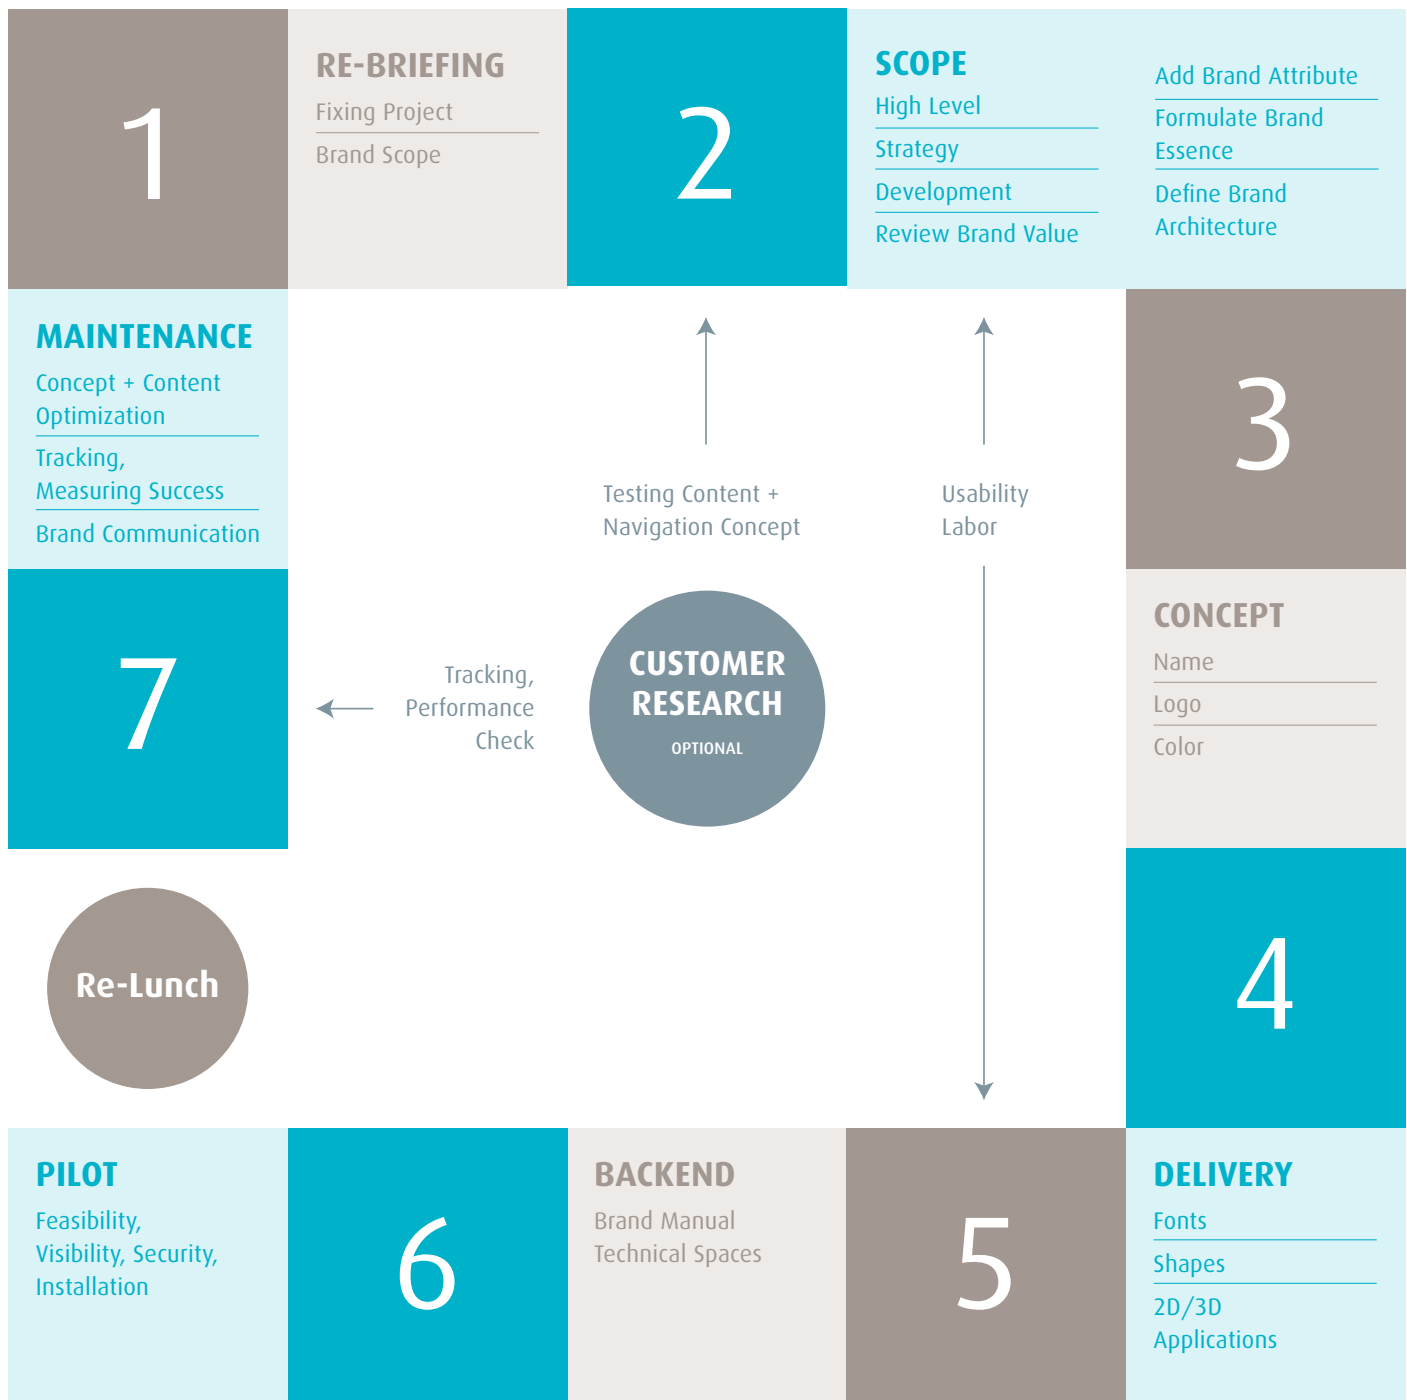 1
RE-BRIEFING
Fixing Project
Brand Scope
2
SCOPE
High Level
Strategy
Development
Review Brand Value
Add Brand Attribute
Formulate Brand
Essence
Define Brand
Architecture
3
CONCEPT
Name
Logo
Color
4
DELIVERY
Fonts
Shapes
2D/3D
Applications
5
BACKEND
Brand Manual
Technical Spaces
6
PILOT
Feasibility,
Visibility, Security,
Installation
Re-Lunch
7
MAINTENANCE
Concept + Content
Optimization
Tracking,
Measuring Success
Brand Communication
Testing Content +
Navigation Concept
Usability
Labor
Tracking,
Performance
Check
CUSTOMER
RESEARCH
OPTIONAL